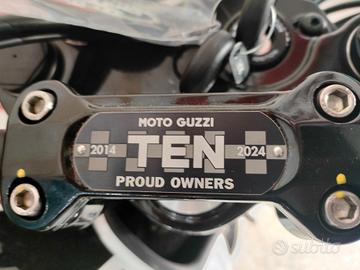 MOTO GUZZI
2014 TEN 2024
PROUD OWNERS
subito